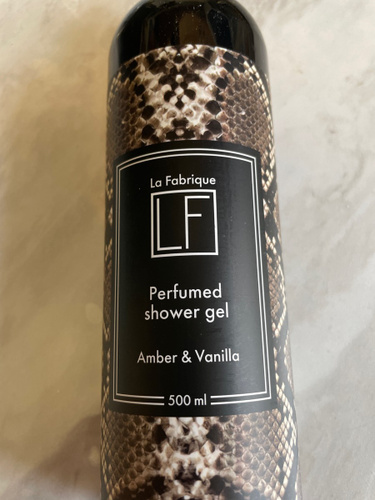 La Fabrique
LF
Perfumed
shower gel
Amber & Vanilla
500 ml